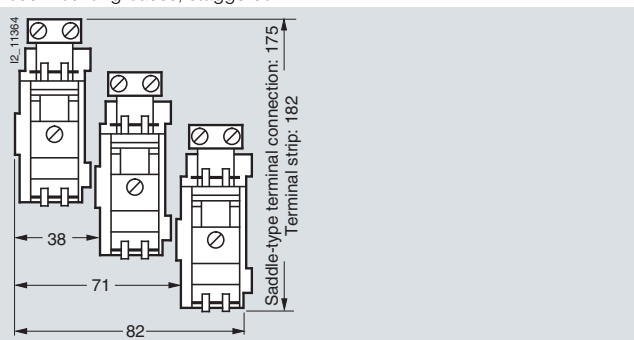 I2_11364
Saddle-type terminal connection: 175
Terminal strip: 182
38
71
82